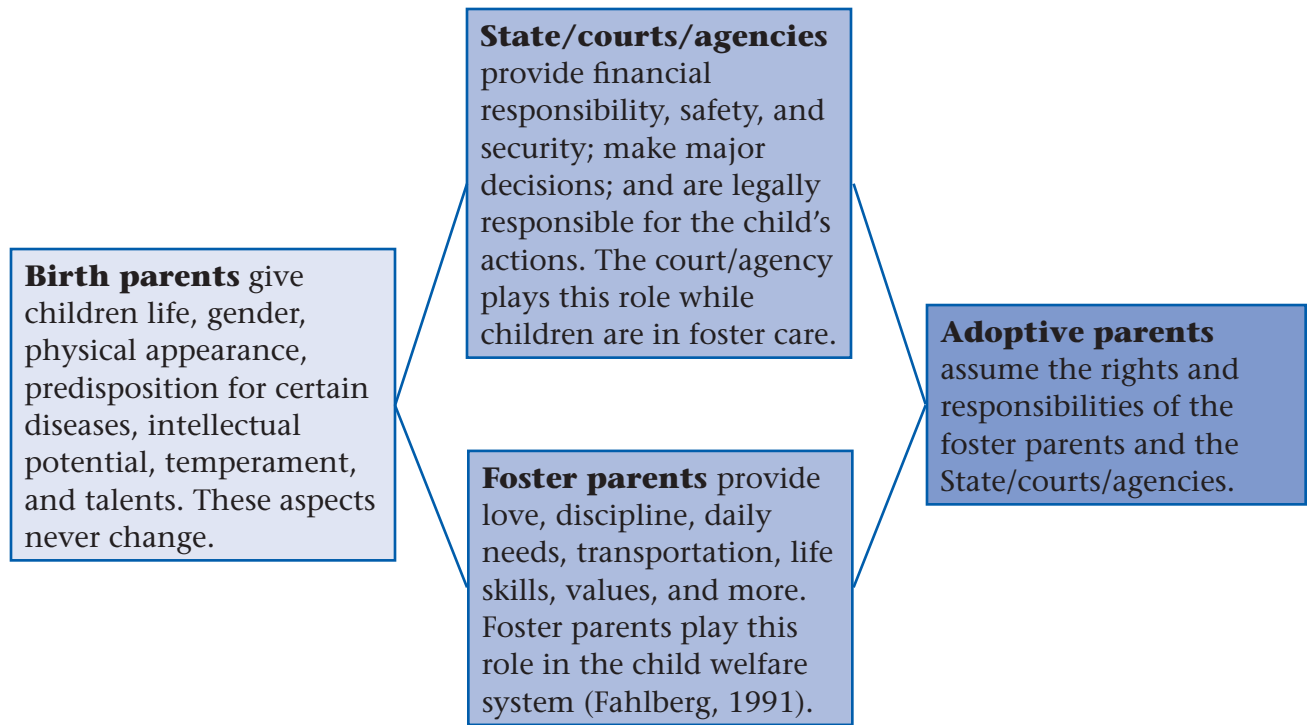 State/courts/agencies
provide financial
responsibility, safety, and
security; make major
decisions; and are legally
responsible for the child’s
actions. The court/agency
plays this role while
children are in foster care.
Birth parents give
children life, gender,
physical appearance,
predisposition for certain
diseases, intellectual
potential, temperament,
and talents. These aspects
never change.
Foster parents provide
love, discipline, daily
needs, transportation, life
skills, values, and more.
Foster parents play this
role in the child welfare
system (Fahlberg, 1991).
Adoptive parents
assume the rights and
responsibilities of the
foster parents and the
State/courts/agencies.